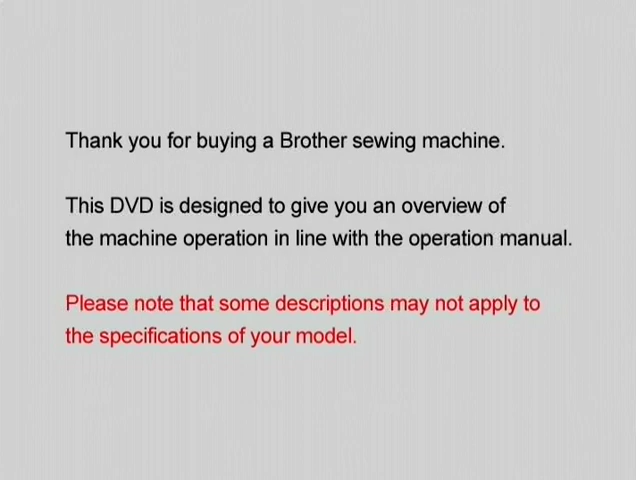 Thank you for buying a Brother sewing machine.
This DVD is designed to give you an overview of
the machine operation in line with the operation manual.
Please note that some descriptions may not apply to
the specifications of your model.